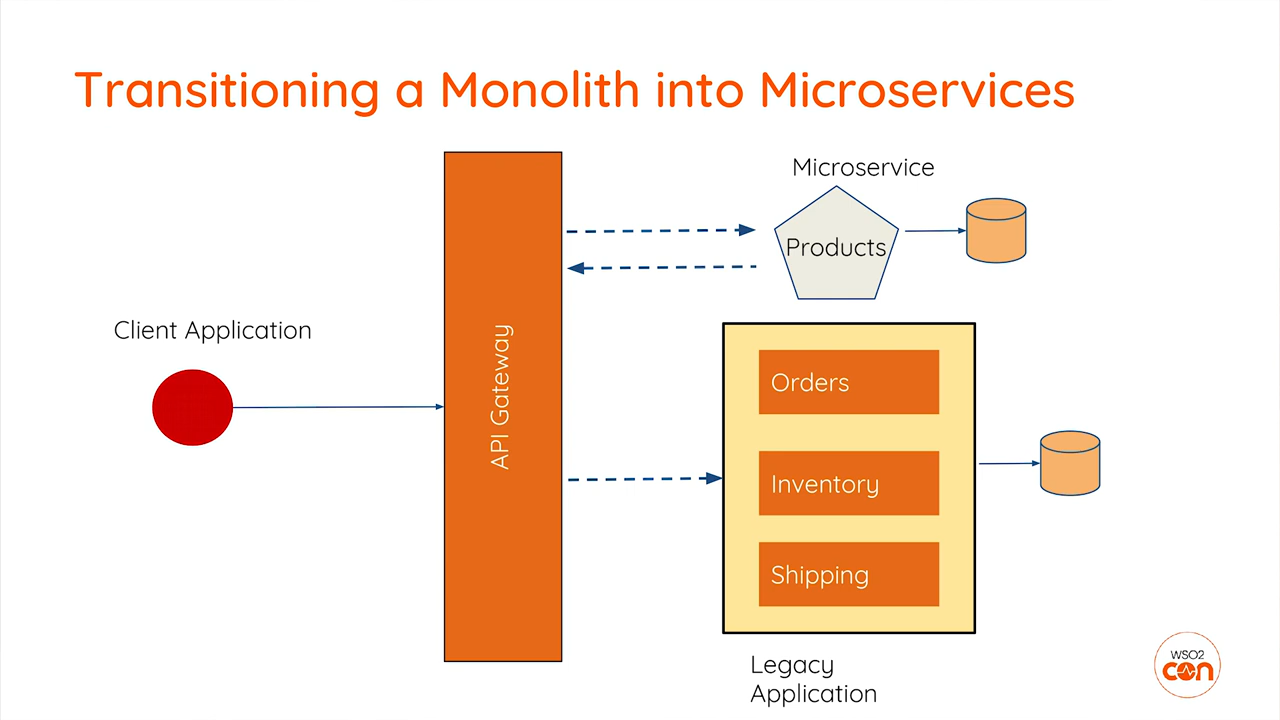 Transitioning a Monolith into Microservices
Microservice
Products
Client Application
API Gateway
Orders
Inventory
Shipping
Legacy
Application
WSO2
con